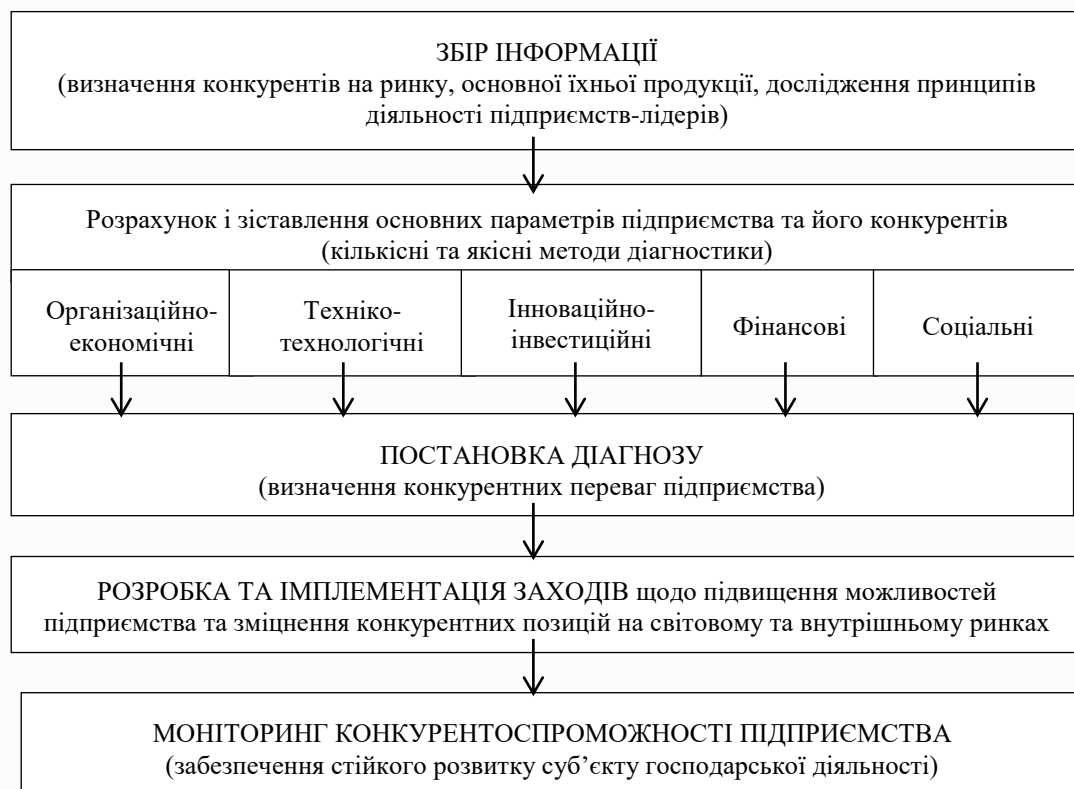 ЗБІР ІНФОРМАЦІЇ
(визначення конкурентів на ринку, основної їхньої продукції, дослідження принципів
діяльності підприємств-лідерів)
Розрахунок і зіставлення основних параметрів підприємства та його конкурентів
(кількісні та якісні методи діагностики)
Організаційно-
економічні
Техніко-
технологічні
Інноваційно-
інвестиційні
Фінансові
Соціальні
ПОСТАНОВКА ДІАГНОЗУ
(визначення конкурентних переваг підприємства)
РОЗРОБКА ТА ІМПЛЕМЕНТАЦІЯ ЗАХОДІВ щодо підвищення можливостей
підприємства та зміцнення конкурентних позицій на світовому та внутрішньому ринках
МОНІТОРИНГ КОНКУРЕНТОСПРОМОЖНОСТІ ПІДПРИЄМСТВА
(забезпечення стійкого розвитку суб’єкту господарської діяльності)